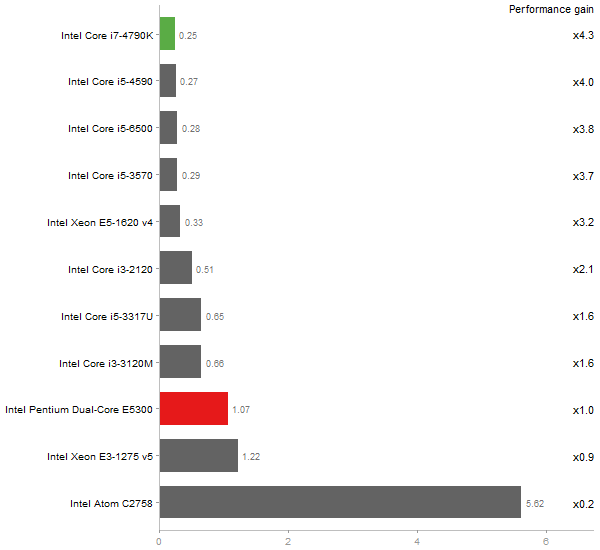 Performance gain
Intel Core i7-4790K 0.25 x4.3
Intel Core i5-4590 0.27 x4.0
Intel Core i5-6500 0.28 x3.8
Intel Core i5-3570 0.29 x3.7
Intel Xeon E5-1620 v4 0.33 x3.2
Intel Core i3-2120 0.51 x2.1
Intel Core i5-3317U 0.65 x1.6
Intel Core i3-3120M 0.66 x1.6
Intel Pentium Dual-Core E5300 1.07 x1.0
Intel Xeon E3-1275 v5 1.22 x0.9
Intel Atom C2758 5.62 x0.2
0 2 4 6